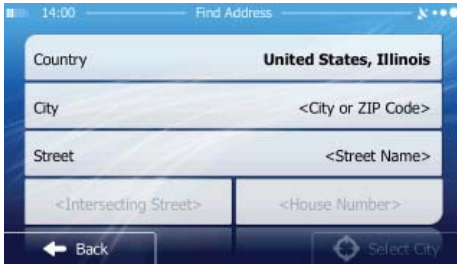 14:00 Find Address
Country United States, Illinois
City <City or ZIP Code>
Street <Street Name>
<Intersecting Street> <House Number>
Back Select City